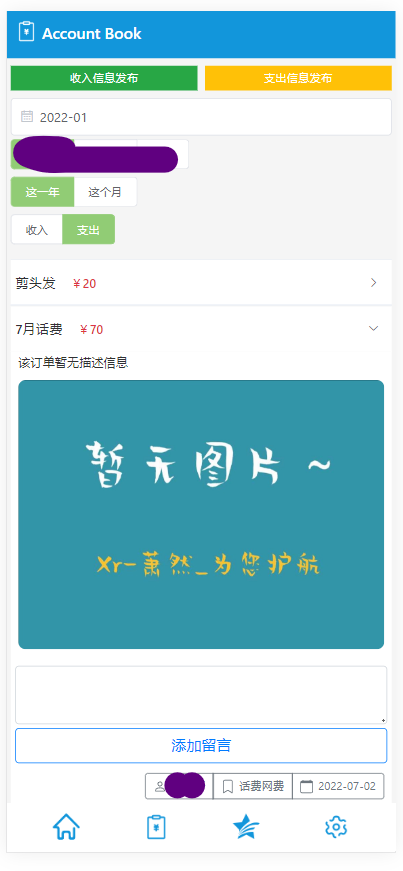 Account Book
收入信息发布 支出信息发布
2022-01
这一年 这个月
收入 支出
剪头发 ￥20
7月话费 ￥70
该订单暂无描述信息
暂无图片 ~
Xr-萧然_为您护航
添加留言
话费网费 2022-07-02